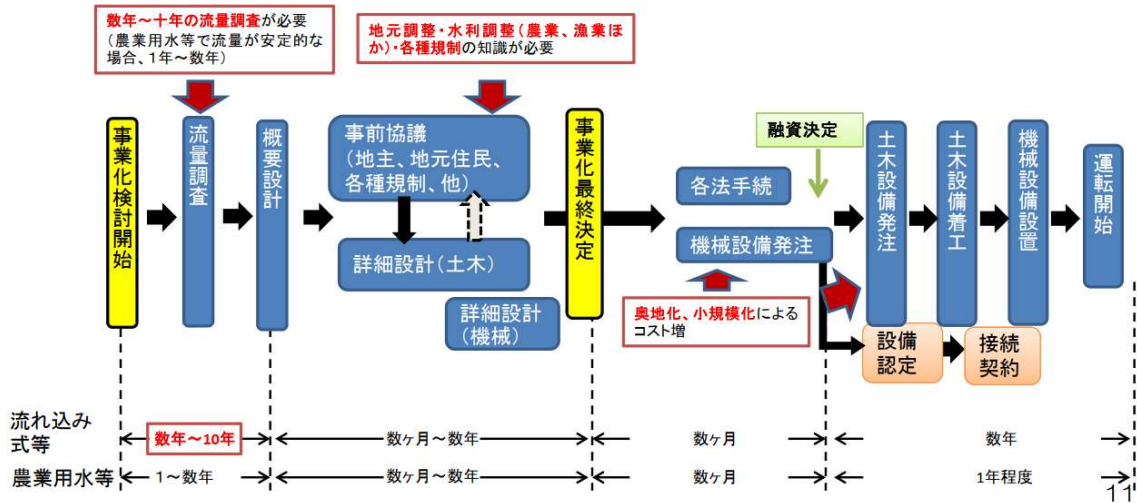 数年～十年の流量調査が必要
（農業用水等で流量が安定的な
場合、1年～数年）
地元調整・水利調整（農業、漁業ほ
か）・各種規制の知識が必要
事業化検討開始
流量調査
概要設計
事前協議
（地主、地元住民、
各種規制、他）
詳細設計（土木）
詳細設計
（機械）
事業化最終決定
融資決定
各法手続
機械設備発注
奥地化、小規模化による
コスト増
土木設備発注
土木設備着工
機械設備設置
運転開始
設備
認定
接続
契約
流れ込み
式等
数年～10年
数ヶ月～数年
数ヶ月
数年
農業用水等
1～数年
数ヶ月～数年
数ヶ月
1年程度
11